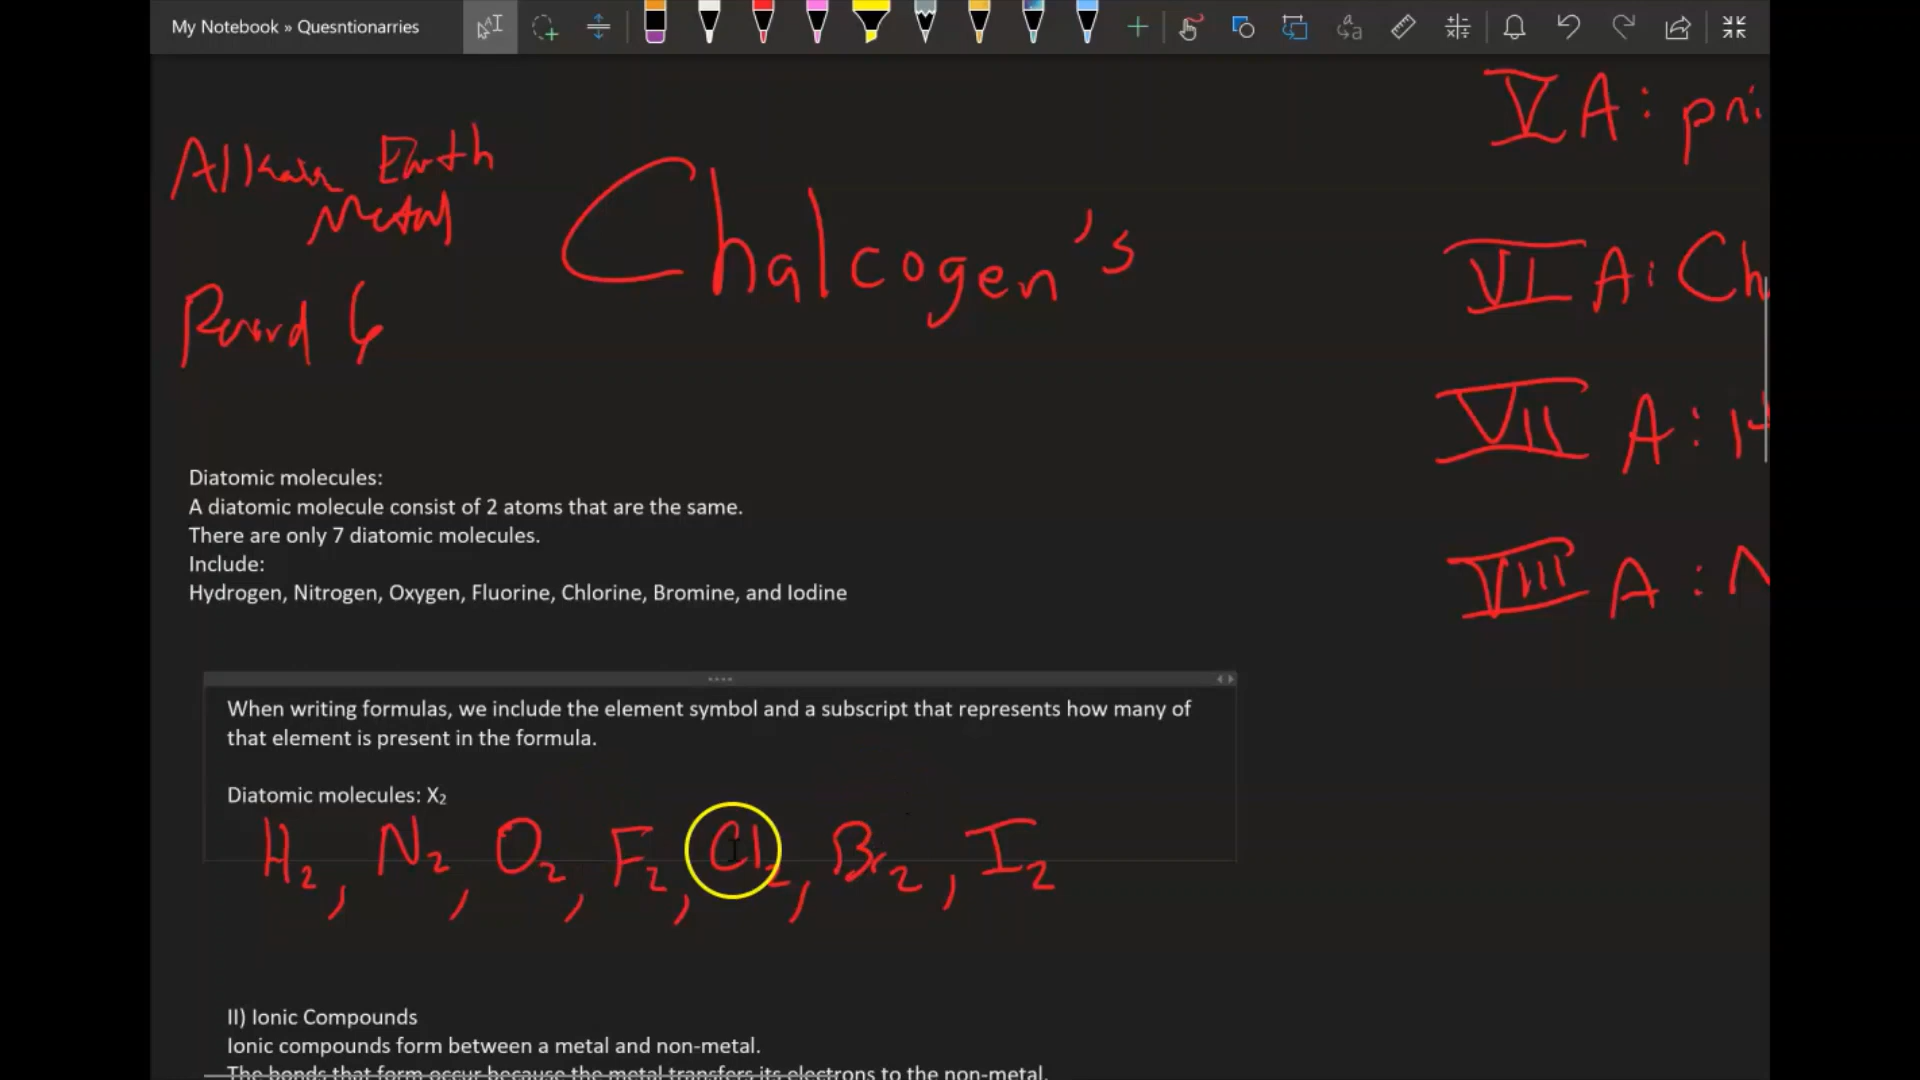 My Notebook » Quesntionarries
V A: pni
Earth
Metal
Chalcogen's
VI A: Ch
Period 6
VII A: H
Diatomic molecules:
A diatomic molecule consist of 2 atoms that are the same.
There are only 7 diatomic molecules.
Include:
Hydrogen, Nitrogen, Oxygen, Fluorine, Chlorine, Bromine, and Iodine
VIII A: N
When writing formulas, we include the element symbol and a subscript that represents how many of
that element is present in the formula.
Diatomic molecules: X₂
H₂, N₂, O₂, F₂, Cl₂, Br₂, I₂
II) Ionic Compounds
Ionic compounds form between a metal and non-metal.
The bonds that form occur because the metal transfers its electrons to the non-metal.